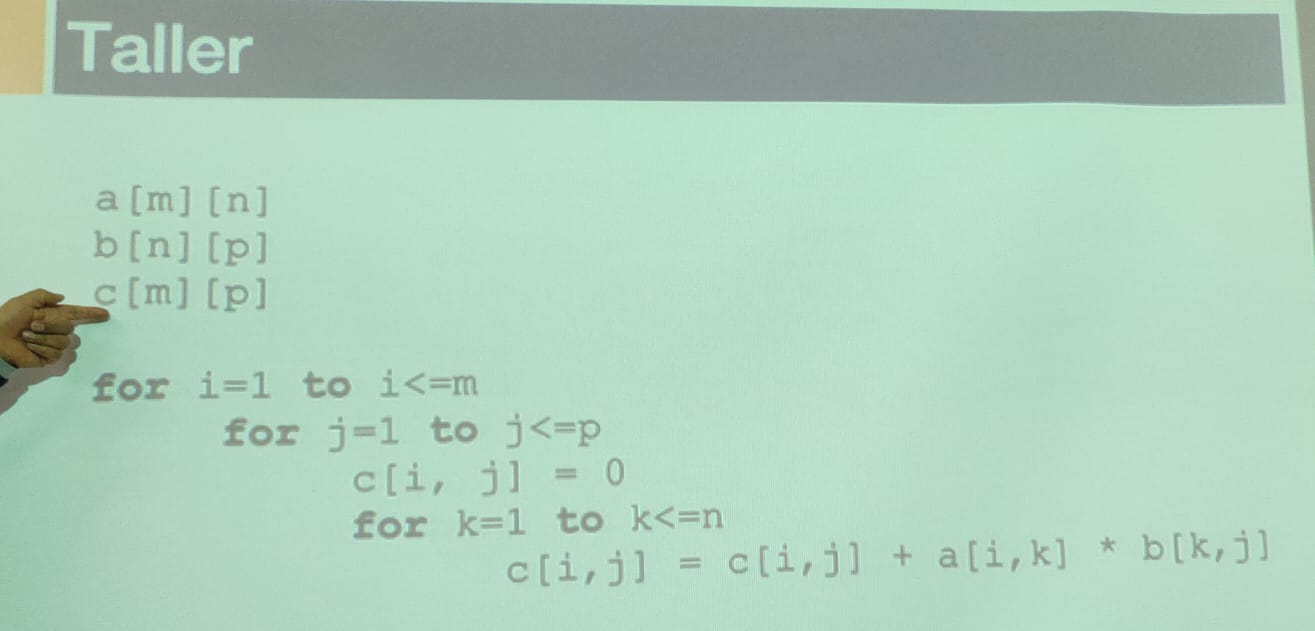 Taller
a[m][n]
b[n][p]
c[m][p]
for i=1 to i<=m
for j=1 to j<=p
c[i, j] = 0
for k=1 to k<=n
c[i,j] = c[i,j] + a[i,k] * b[k,j]